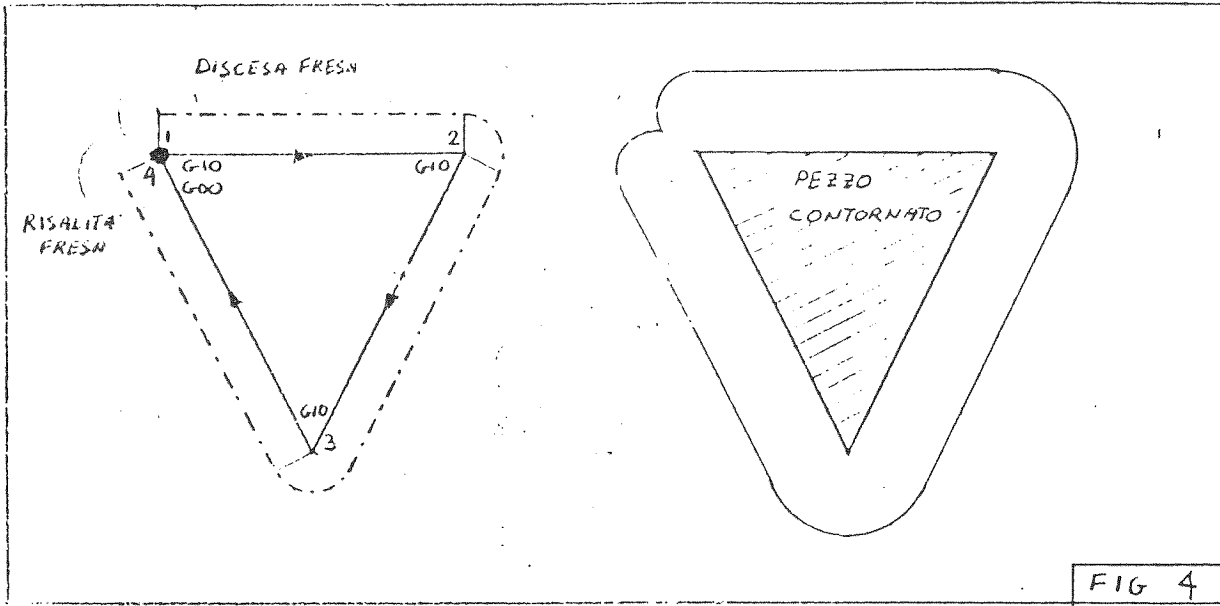 DISCESA FRESA
1
2
G10
G00
G10
4
RISALITA
FRESA
G10
3
PEZZO
CONTORNATO
FIG 4